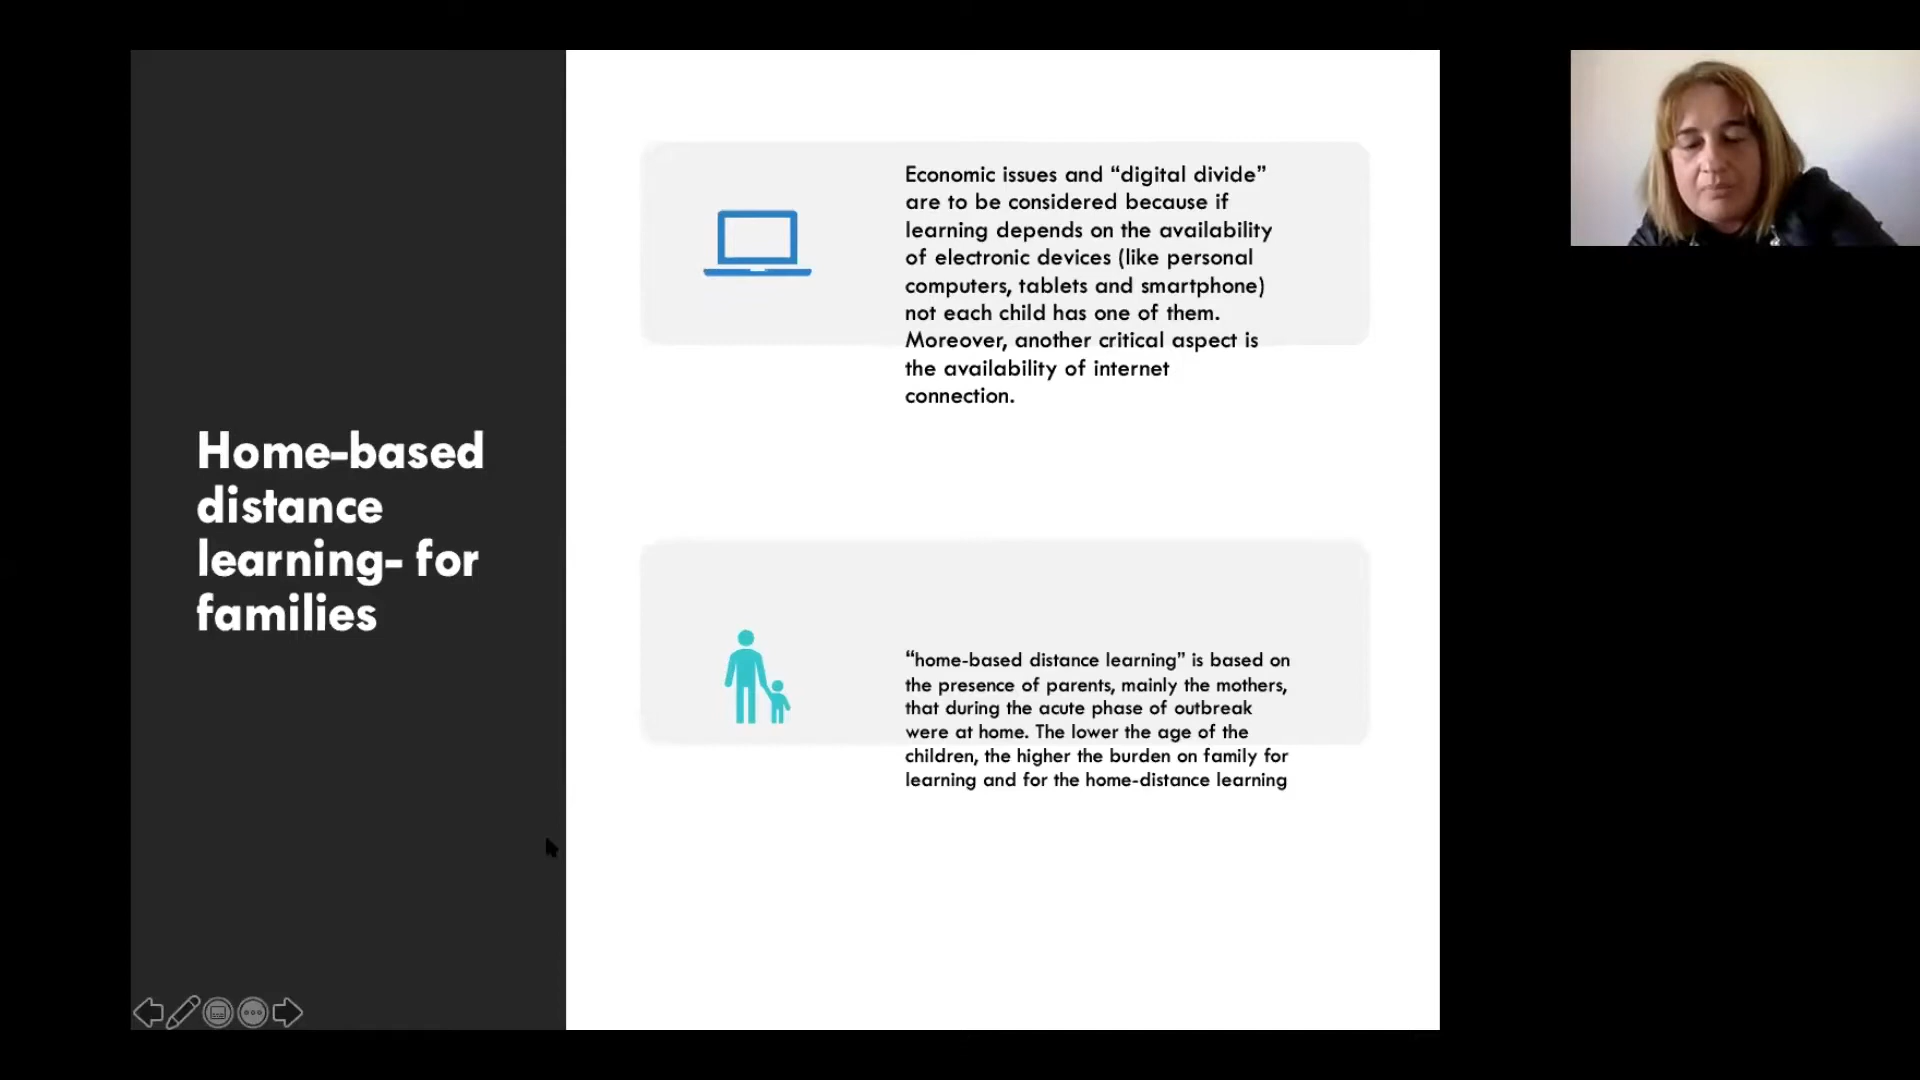 Home-based
distance
learning- for
families
Economic issues and “digital divide”
are to be considered because if
learning depends on the availability
of electronic devices (like personal
computers, tablets and smartphone)
not each child has one of them.
Moreover, another critical aspect is
the availability of internet
connection.
“home-based distance learning” is based on
the presence of parents, mainly the mothers,
that during the acute phase of outbreak
were at home. The lower the age of the
children, the higher the burden on family for
learning and for the home-distance learning